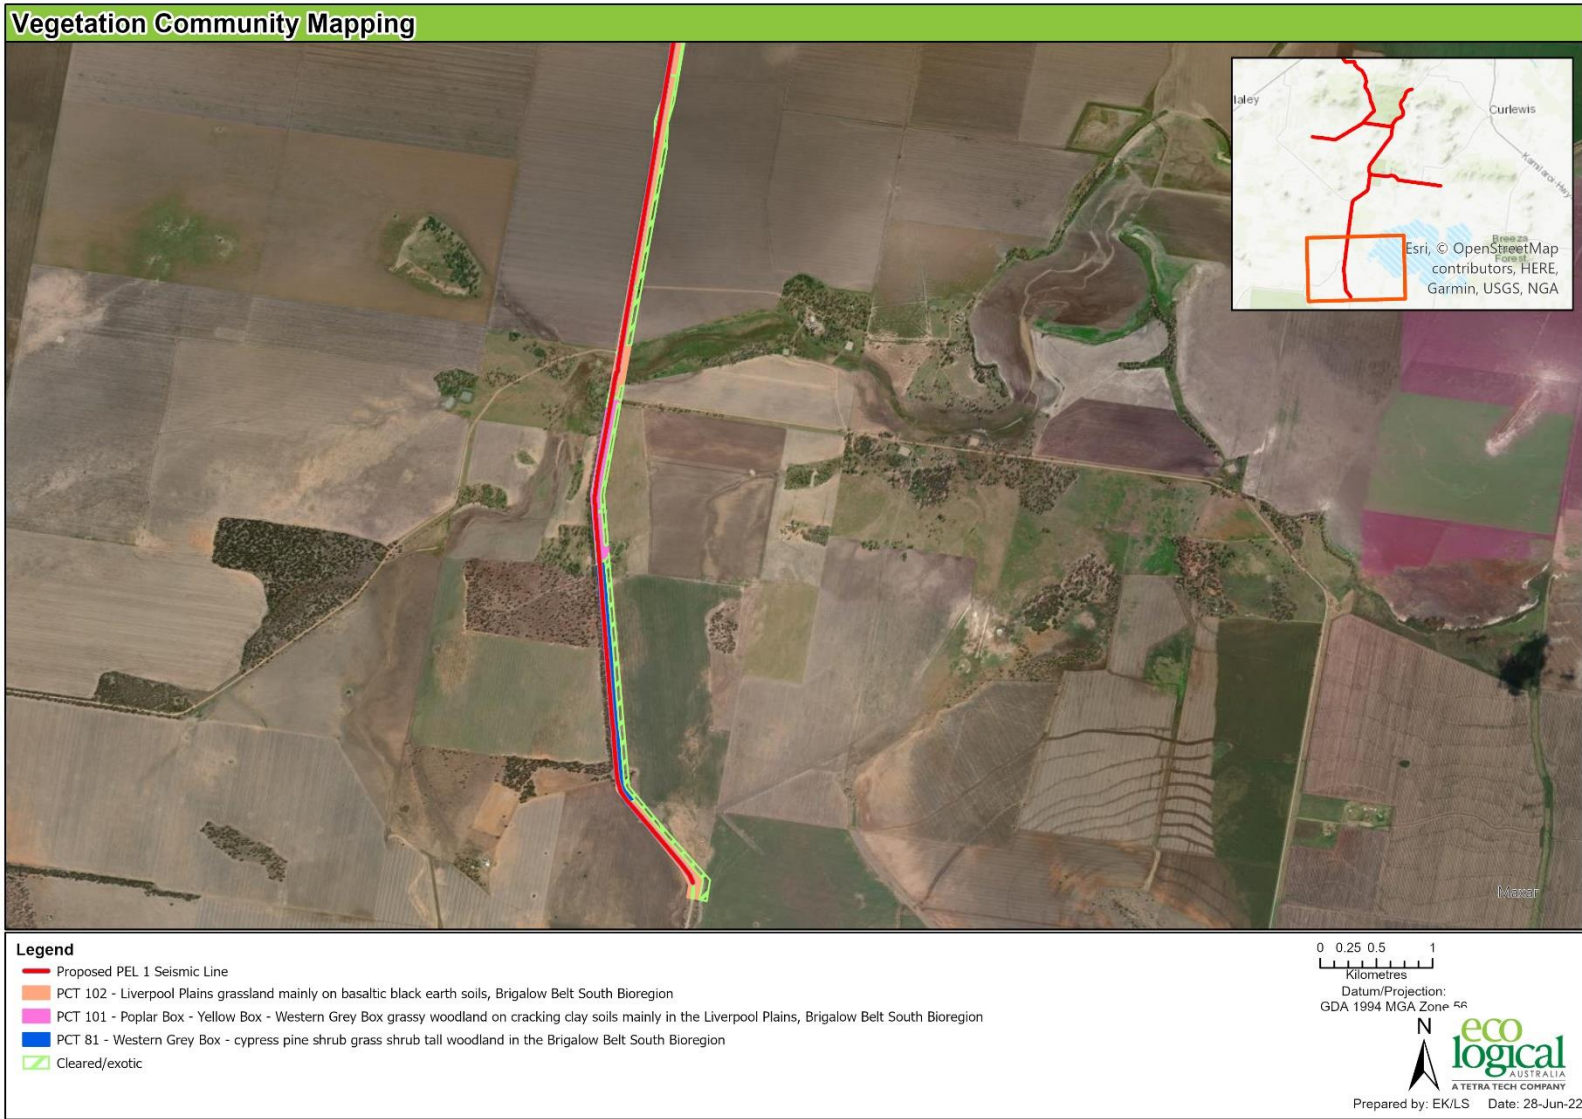 Vegetation Community Mapping
laley
Curlewis
Kamilaroi-Hwy
Breeza
Forest
Esri, © OpenStreetMap
contributors, HERE,
Garmin, USGS, NGA
Maxar
Legend
Proposed PEL 1 Seismic Line
PCT 102 - Liverpool Plains grassland mainly on basaltic black earth soils, Brigalow Belt South Bioregion
PCT 101 - Poplar Box - Yellow Box - Western Grey Box grassy woodland on cracking clay soils mainly in the Liverpool Plains, Brigalow Belt South Bioregion
PCT 81 - Western Grey Box - cypress pine shrub grass shrub tall woodland in the Brigalow Belt South Bioregion
Cleared/exotic
0 0.25 0.5 1
Kilometres
Datum/Projection:
GDA 1994 MGA Zone 56
N
eco
logical
AUSTRALIA
A TETRA TECH COMPANY
Prepared by: EK/LS Date: 28-Jun-22